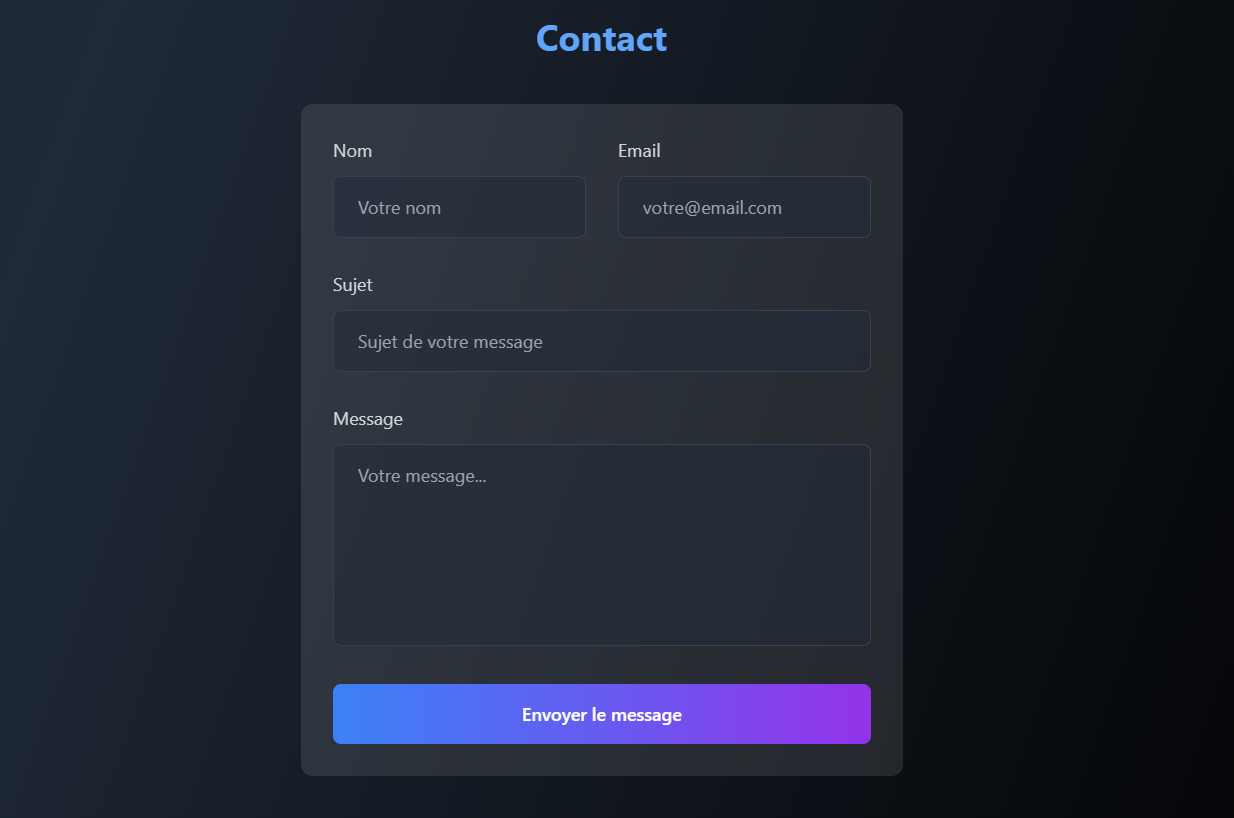 Contact
Nom
Email
Votre nom
votre@email.com
Sujet
Sujet de votre message
Message
Votre message...
Envoyer le message